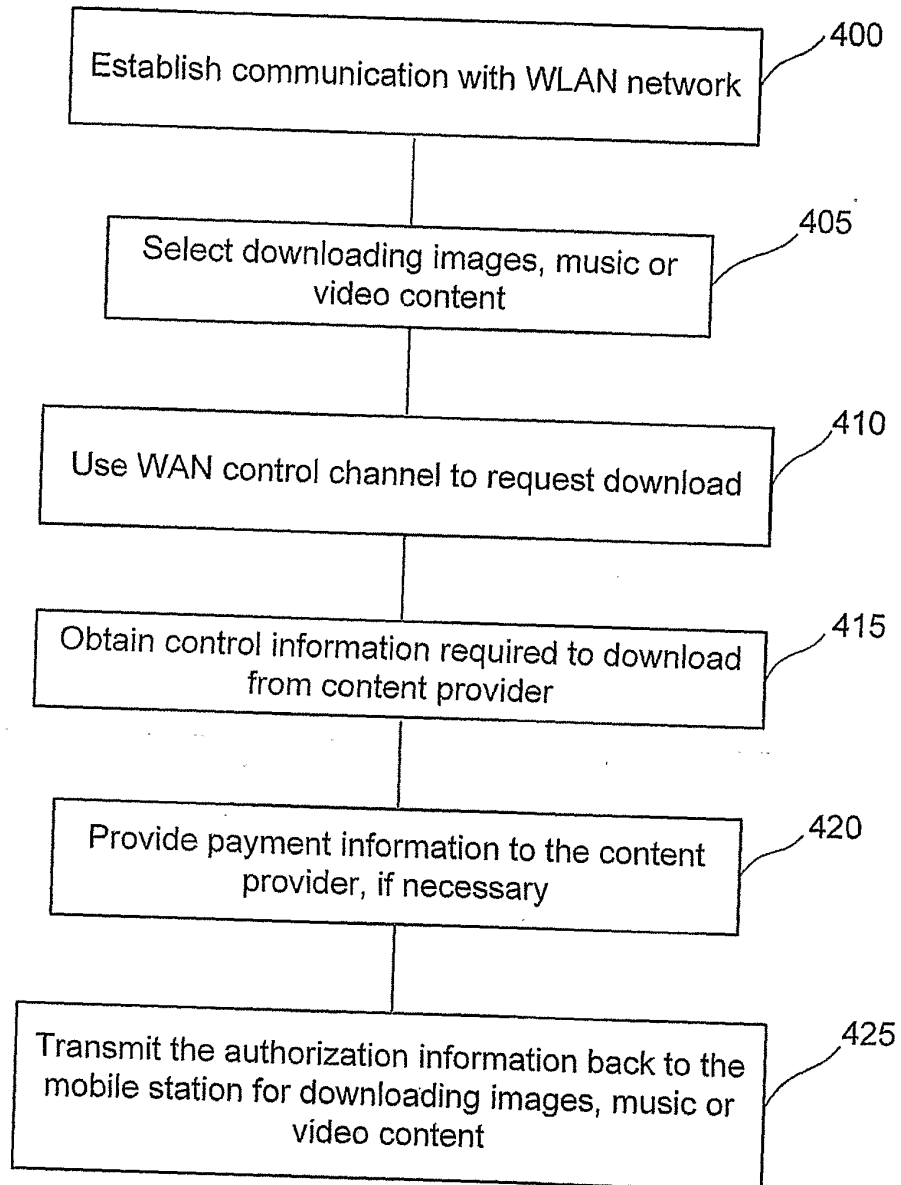 400
Establish communication with WLAN network
405
Select downloading images, music or
video content
410
Use WAN control channel to request download
415
Obtain control information required to download
from content provider
420
Provide payment information to the content
provider, if necessary
425
Transmit the authorization information back to the
mobile station for downloading images, music or
video content